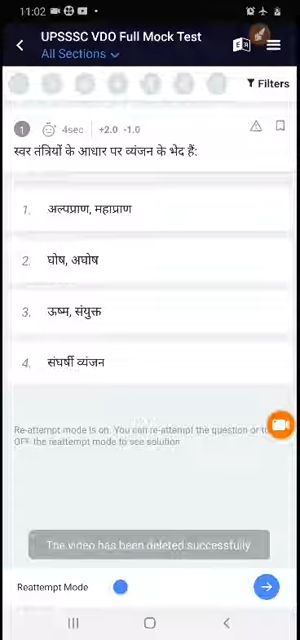 11:02
UPSSSC VDO Full Mock Test
All Sections
Filters
1 4sec +2.0 -1.0
स्वर तंत्रियों के आधार पर व्यंजन के भेद हैं:
1. अल्पप्राण, महाप्राण
2. घोष, अघोष
3. ऊष्म, संयुक्त
4. संघर्षी व्यंजन
Re-attempt mode is on. You can re-attempt the question or
OFF the reattempt mode to see solution
The video has been deleted successfully
Reattempt Mode